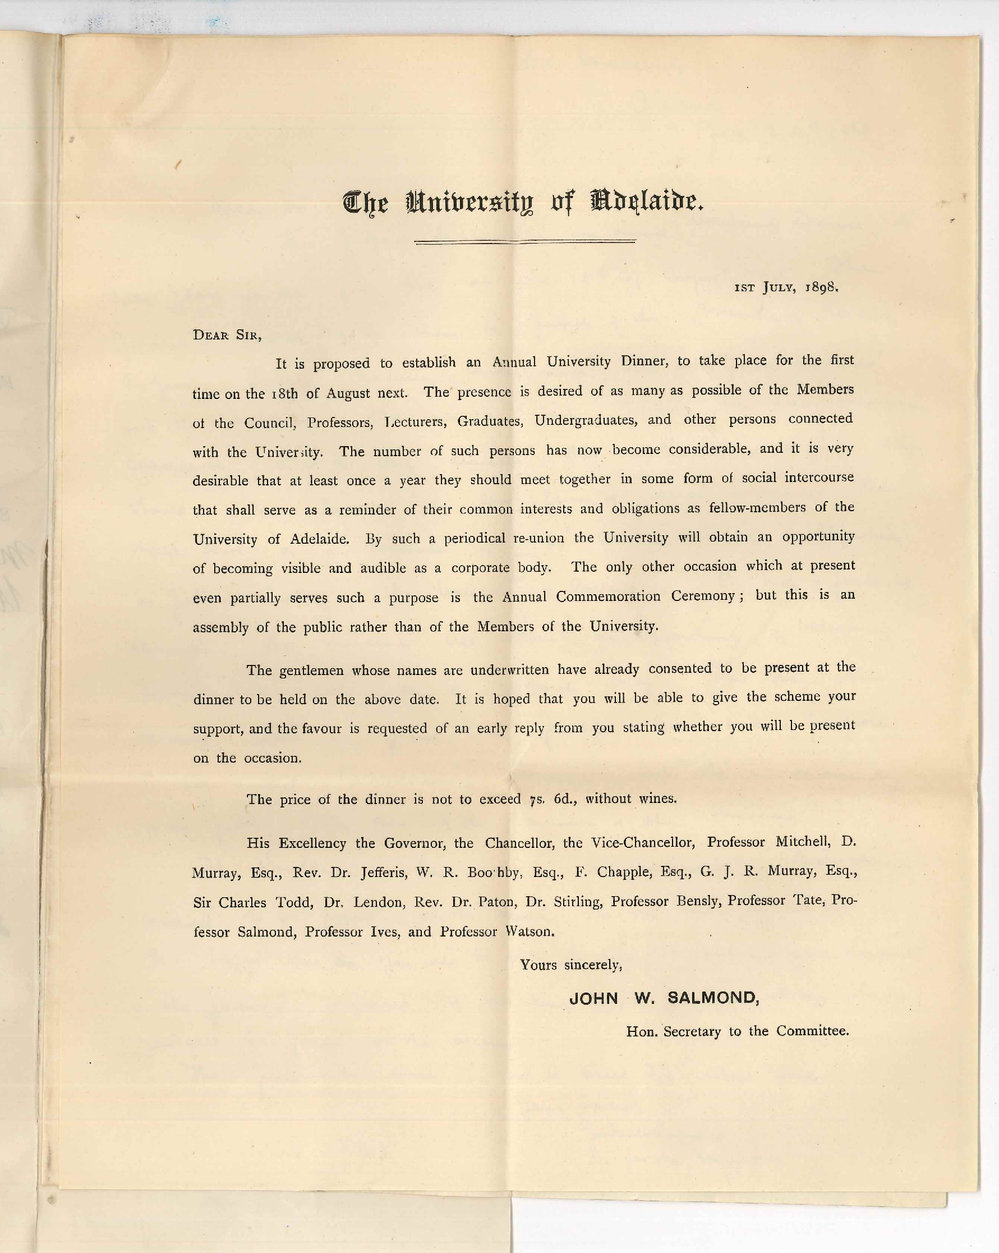 The University of Adelaide.
1ST JULY, 1898.
DEAR SIR,
It is proposed to establish an Annual University Dinner, to take place for the first
time on the 18th of August next. The presence is desired of as many as possible of the Members
of the Council, Professors, Lecturers, Graduates, Undergraduates, and other persons connected
with the University. The number of such persons has now become considerable, and it is very
desirable that at least once a year they should meet together in some form of social intercourse
that shall serve as a reminder of their common interests and obligations as fellow-members of the
University of Adelaide. By such a periodical re-union the University will obtain an opportunity
of becoming visible and audible as a corporate body. The only other occasion which at present
even partially serves such a purpose is the Annual Commemoration Ceremony; but this is an
assembly of the public rather than of the Members of the University.
The gentlemen whose names are underwritten have already consented to be present at the
dinner to be held on the above date. It is hoped that you will be able to give the scheme your
support, and the favour is requested of an early reply from you stating whether you will be present
on the occasion.
The price of the dinner is not to exceed 7s. 6d., without wines.
His Excellency the Governor, the Chancellor, the Vice-Chancellor, Professor Mitchell, D.
Murray, Esq., Rev. Dr. Jefferis, W. R. Boothby, Esq., F. Chapple, Esq., G. J. R. Murray, Esq.,
Sir Charles Todd, Dr. Lendon, Rev. Dr. Paton, Dr. Stirling, Professor Bensly, Professor Tate, Pro-
fessor Salmond, Professor Ives, and Professor Watson.
Yours sincerely,
JOHN W. SALMOND,
Hon. Secretary to the Committee.